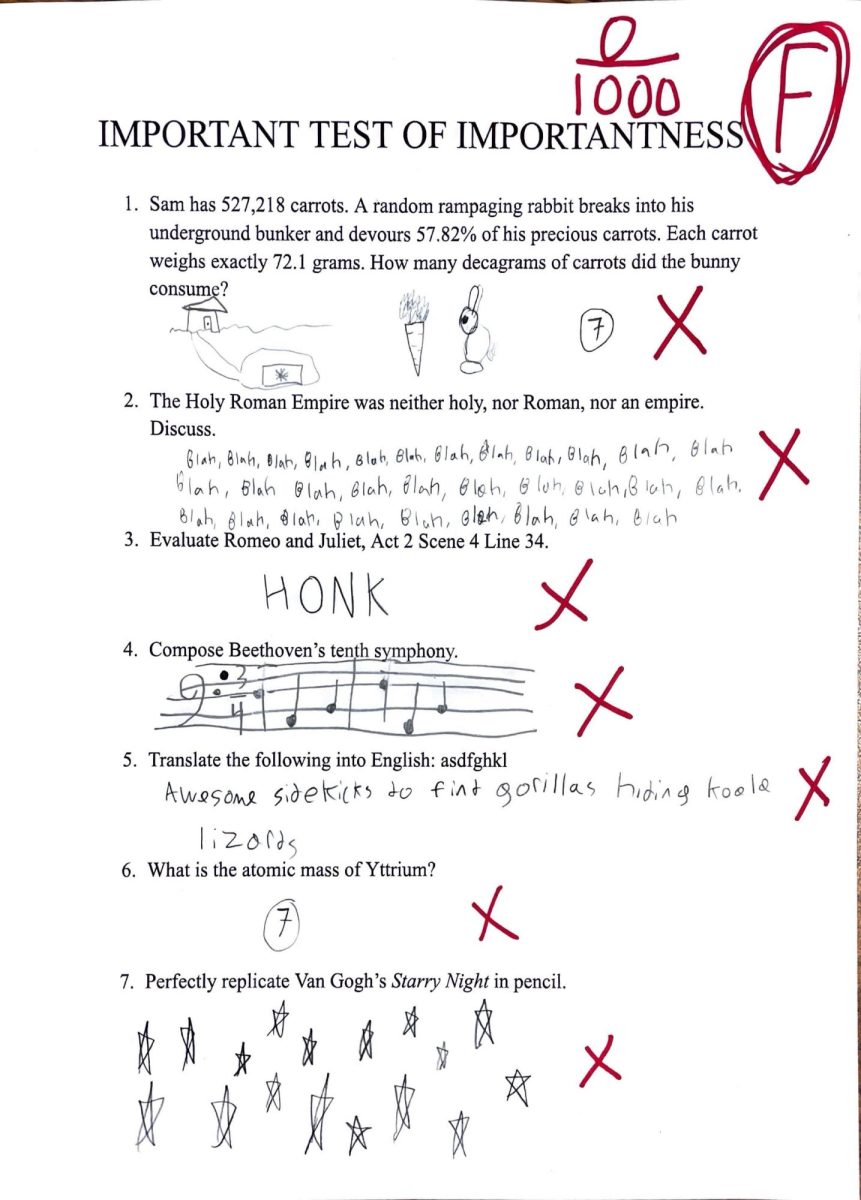 0
1000
F
IMPORTANT TEST OF IMPORTANTNESS
1. Sam has 527,218 carrots. A random rampaging rabbit breaks into his
underground bunker and devours 57.82% of his precious carrots. Each carrot
weighs exactly 72.1 grams. How many decagrams of carrots did the bunny
consume?
7 X
2. The Holy Roman Empire was neither holy, nor Roman, nor an empire.
Discuss.
Blah, Blah, Blah, Blah, Blah, Blah, Blah, Blah, Blah, Blah, Blah, Blah
Blah, Blah Blah, Blah, Blah, Blah, Blah, Blah, Blah, Blah.
Blah, Blah, Blah, Blah, Blah, Blah, Blah, Blah, Blah
X
3. Evaluate Romeo and Juliet, Act 2 Scene 4 Line 34.
HONK X
4. Compose Beethoven's tenth symphony.
3
4
X
5. Translate the following into English: asdfghkl
Awesome sidekicks to find gorillas hiding koola X
lizards
6. What is the atomic mass of Yttrium?
7 X
7. Perfectly replicate Van Gogh's Starry Night in pencil.
X